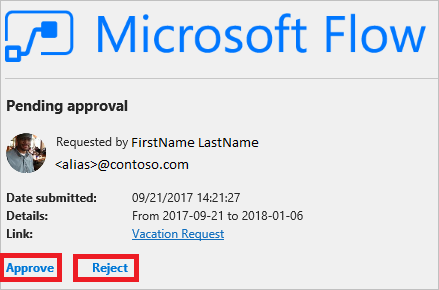 Microsoft Flow
Pending approval
Requested by FirstName LastName
<alias>@contoso.com
Date submitted: 09/21/2017 14:21:27
Details: From 2017-09-21 to 2018-01-06
Link: Vacation Request
Approve Reject